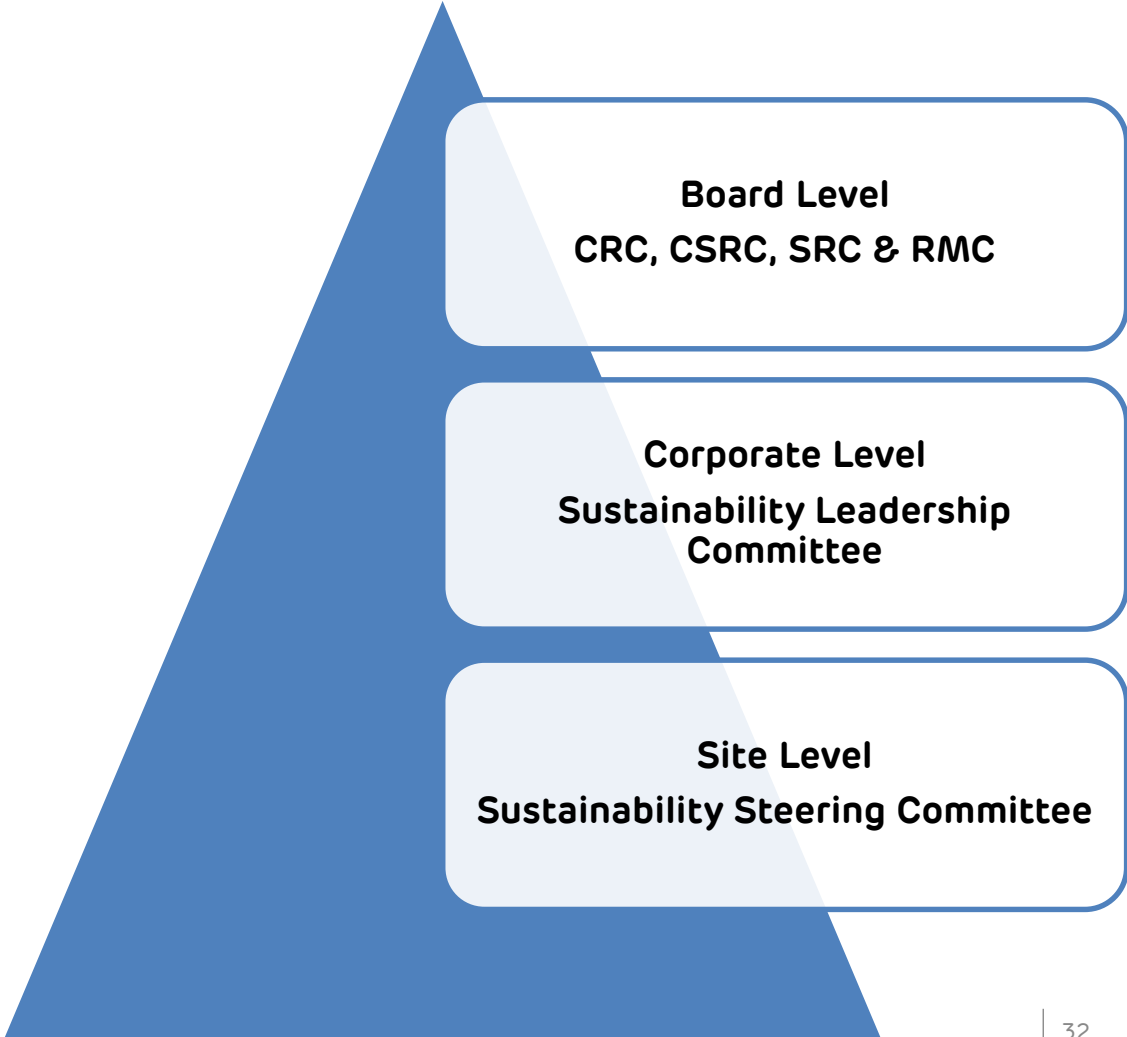 Board Level
CRC, CSRC, SRC & RMC
Corporate Level
Sustainability Leadership
Committee
Site Level
Sustainability Steering Committee
32